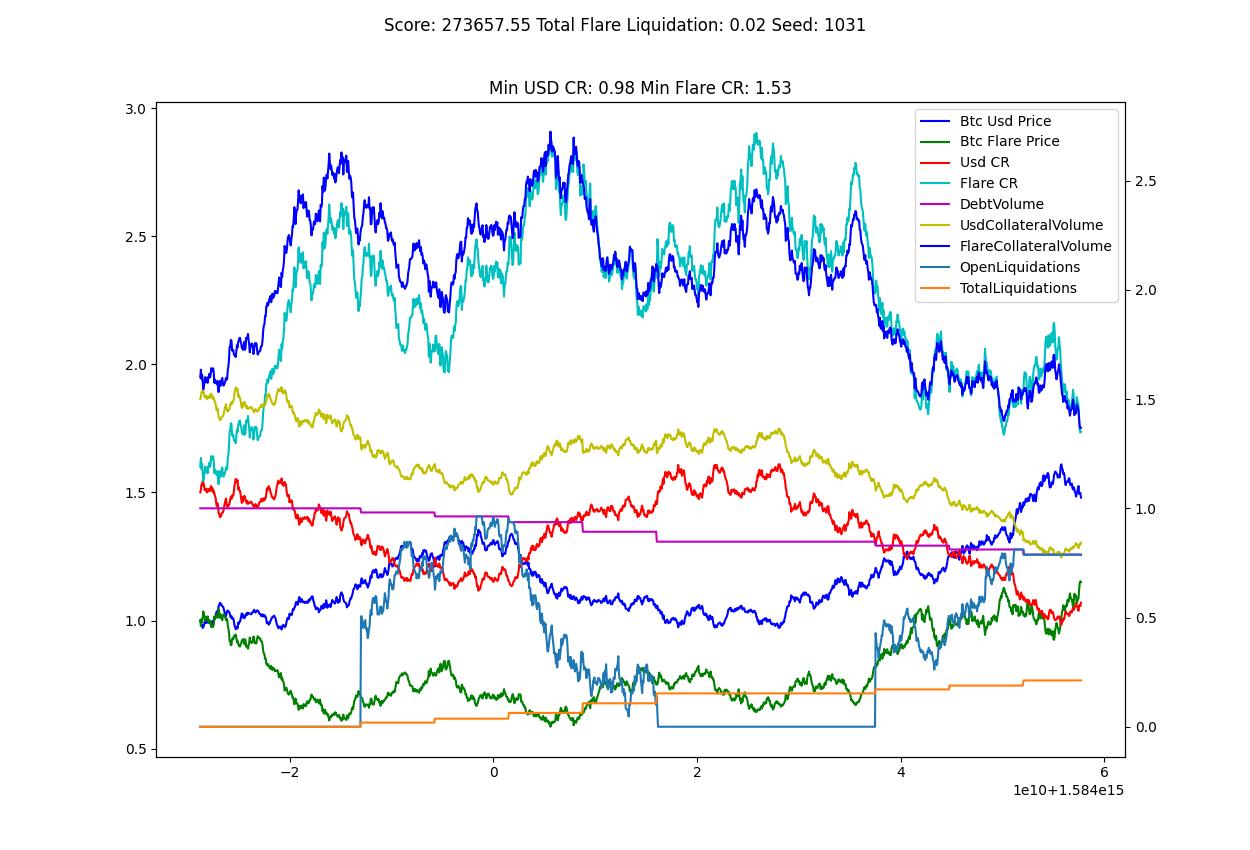 Score: 273657.55 Total Flare Liquidation: 0.02 Seed: 1031
Min USD CR: 0.98 Min Flare CR: 1.53
Btc Usd Price
Btc Flare Price
Usd CR
Flare CR
DebtVolume
UsdCollateralVolume
FlareCollateralVolume
OpenLiquidations
TotalLiquidations
3.0
2.5
2.0
1.5
1.0
0.5
2.5
2.0
1.5
1.0
0.5
0.0
−2 0 2 4 6
1e10+1.584e15